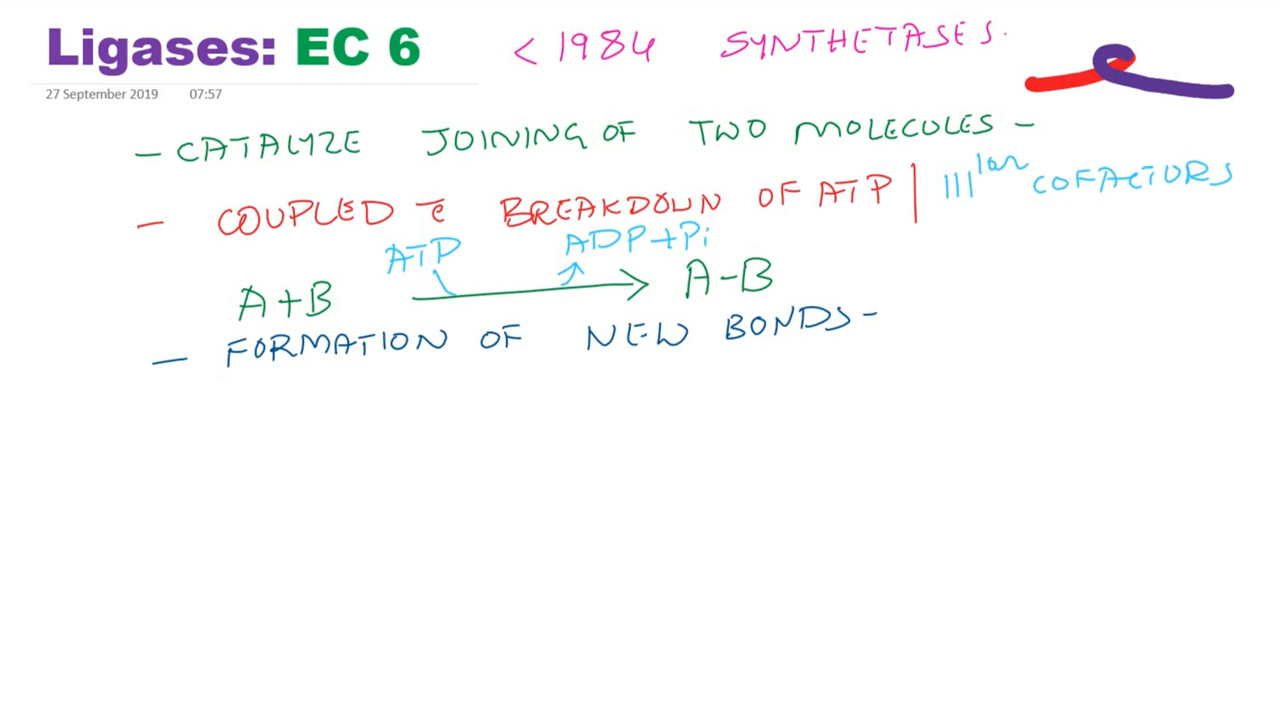 Ligases: EC 6 < 1984 SYNTHETASES.
27 September 2019 07:57
- CATALYZE JOINING OF TWO MOLECULES -
- COUPLED c̄ BREAKDOWN OF ATP | |||lar COFACTORS
ATP ADP+Pi
A+B → A-B
- FORMATION OF NEW BONDS -